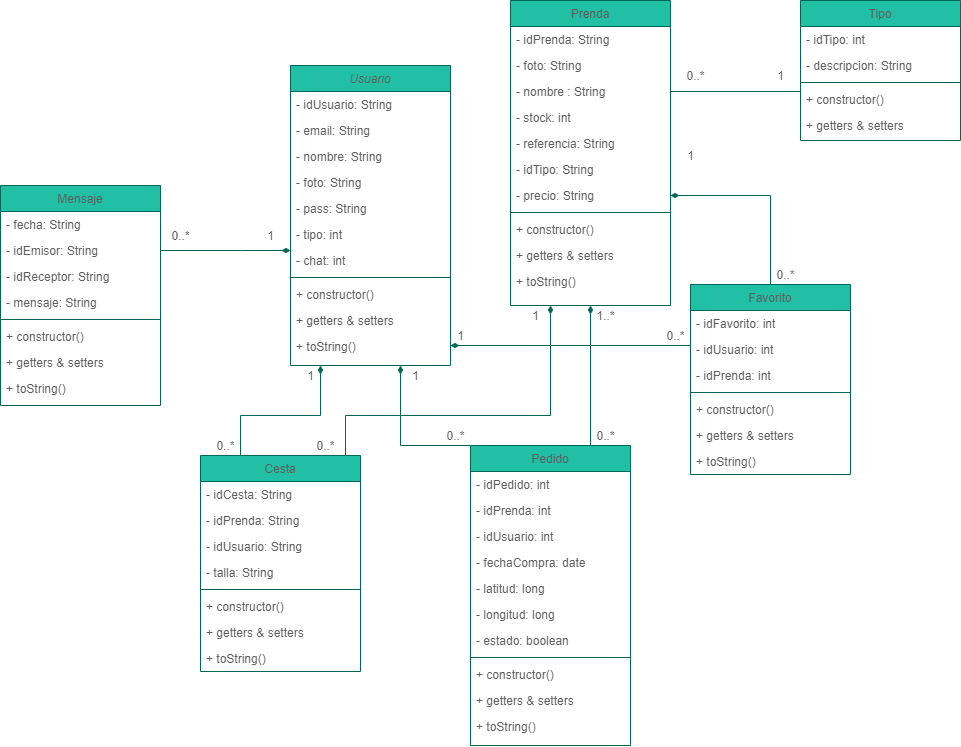 Prenda
- idPrenda: String
- foto: String
- nombre : String
- stock: int
- referencia: String
- idTipo: String
- precio: String
+ constructor()
+ getters & setters
+ toString()
0..*
1
Tipo
- idTipo: int
- descripcion: String
+ constructor()
+ getters & setters
Usuario
- idUsuario: String
- email: String
- nombre: String
- foto: String
- pass: String
- tipo: int
- chat: int
+ constructor()
+ getters & setters
+ toString()
Mensaje
- fecha: String
- idEmisor: String
- idReceptor: String
- mensaje: String
+ constructor()
+ getters & setters
+ toString()
0..*
1
1
0..*
Favorito
- idFavorito: int
- idUsuario: int
- idPrenda: int
+ constructor()
+ getters & setters
+ toString()
1
1..*
1
0..*
1
1
0..*
0..*
0..*
0..*
Cesta
- idCesta: String
- idPrenda: String
- idUsuario: String
- talla: String
+ constructor()
+ getters & setters
+ toString()
Pedido
- idPedido: int
- idPrenda: int
- idUsuario: int
- fechaCompra: date
- latitud: long
- longitud: long
- estado: boolean
+ constructor()
+ getters & setters
+ toString()